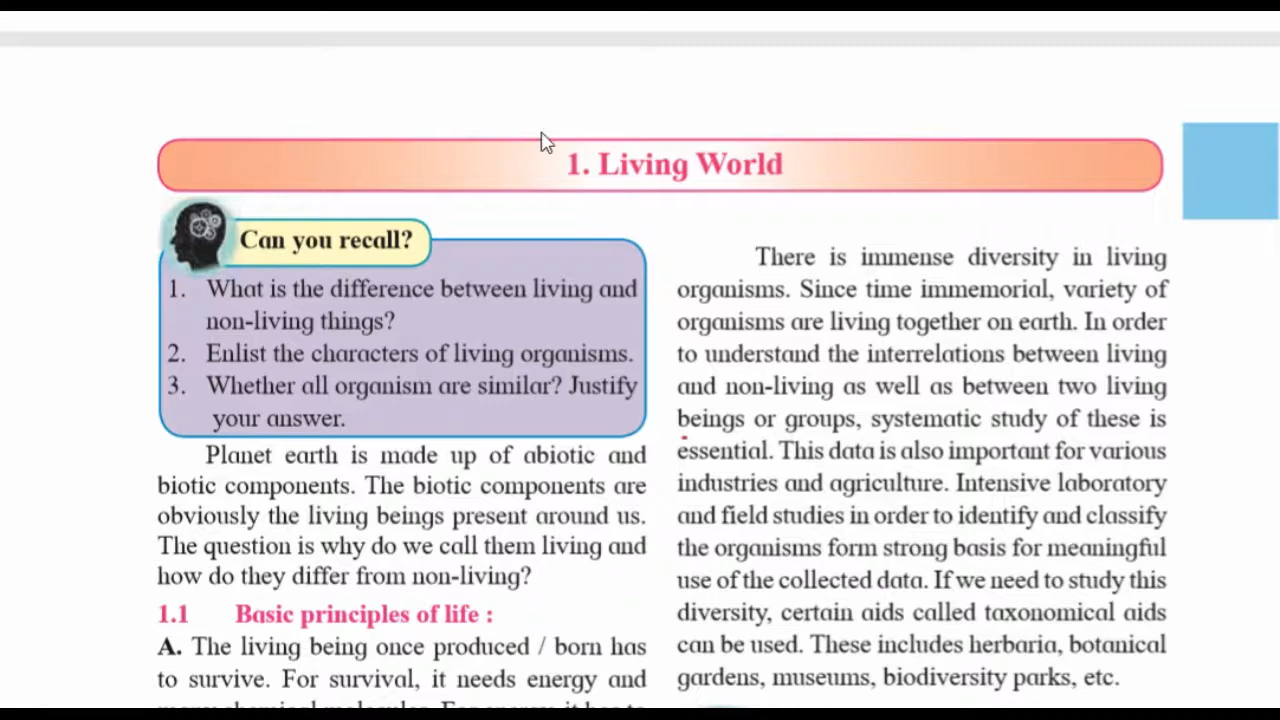 1. Living World
Can you recall?
1. What is the difference between living and
non-living things?
2. Enlist the characters of living organisms.
3. Whether all organism are similar? Justify
your answer.
Planet earth is made up of abiotic and
biotic components. The biotic components are
obviously the living beings present around us.
The question is why do we call them living and
how do they differ from non-living?
1.1 Basic principles of life :
A. The living being once produced / born has
to survive. For survival, it needs energy and
many chemical molecules. For energy, it has to
There is immense diversity in living
organisms. Since time immemorial, variety of
organisms are living together on earth. In order
to understand the interrelations between living
and non-living as well as between two living
beings or groups, systematic study of these is
essential. This data is also important for various
industries and agriculture. Intensive laboratory
and field studies in order to identify and classify
the organisms form strong basis for meaningful
use of the collected data. If we need to study this
diversity, certain aids called taxonomical aids
can be used. These includes herbaria, botanical
gardens, museums, biodiversity parks, etc.